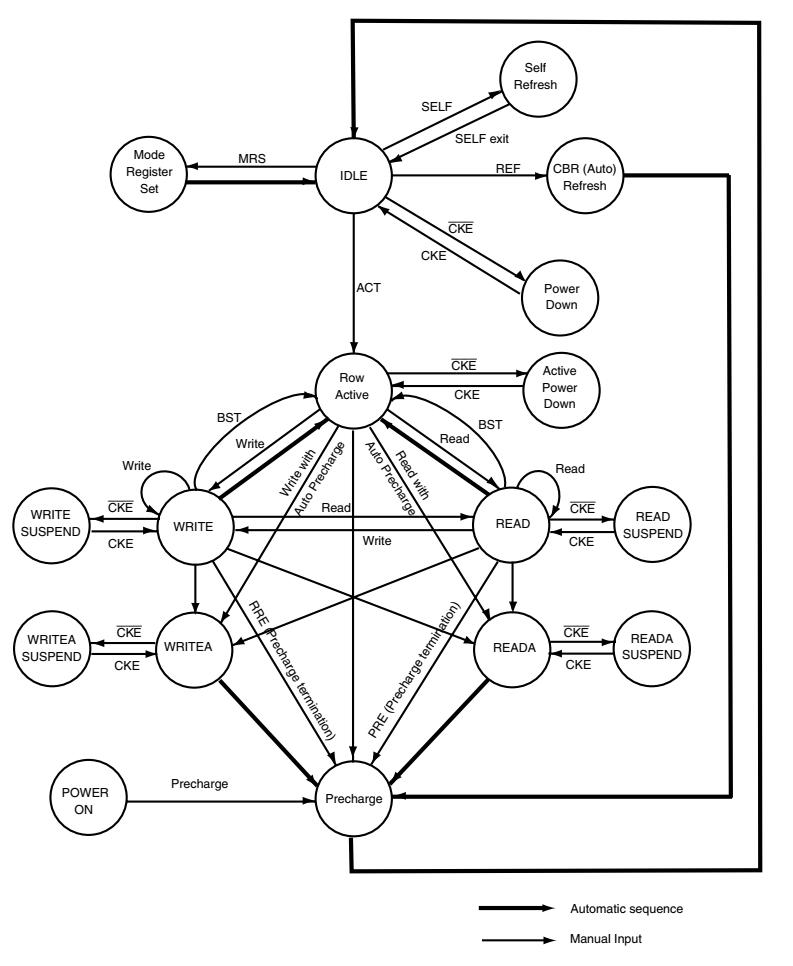 Self
Refresh
SELF
SELF exit
Mode
Register
Set
MRS
IDLE
REF
CBR (Auto)
Refresh
CKE
CKE
Power
Down
ACT
Row
Active
CKE
CKE
Active
Power
Down
BST
Write
Write with
Auto Precharge
Read with
Auto Precharge
Read
BST
Write
Read
WRITE
SUSPEND
CKE
CKE
WRITE
Read
Write
READ
CKE
CKE
READ
SUSPEND
RRE (Precharge termination)
PRE (Precharge termination)
WRITEA
SUSPEND
CKE
CKE
WRITEA
READA
CKE
CKE
READA
SUSPEND
POWER
ON
Precharge
Precharge
Automatic sequence
Manual Input